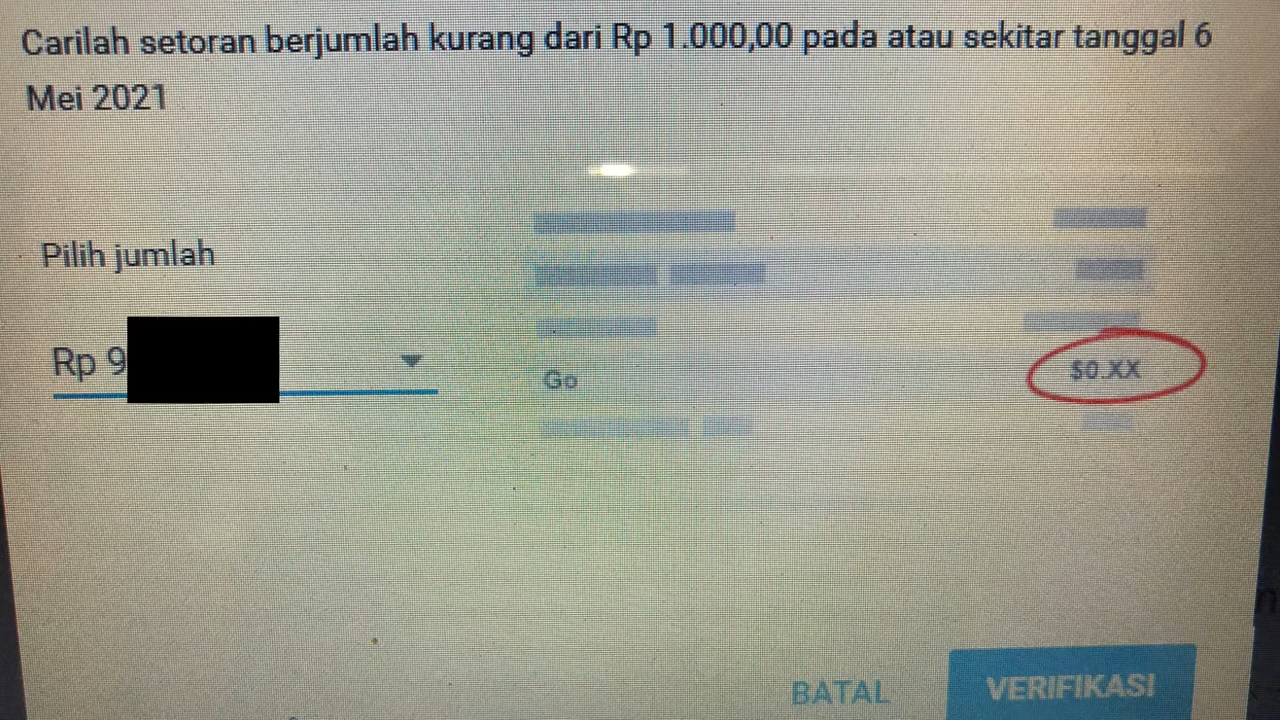 Carilah setoran berjumlah kurang dari Rp 1.000,00 pada atau sekitar tanggal 6
Mei 2021
Pilih jumlah
Rp 9
Go
$0.XX
BATAL
VERIFIKASI